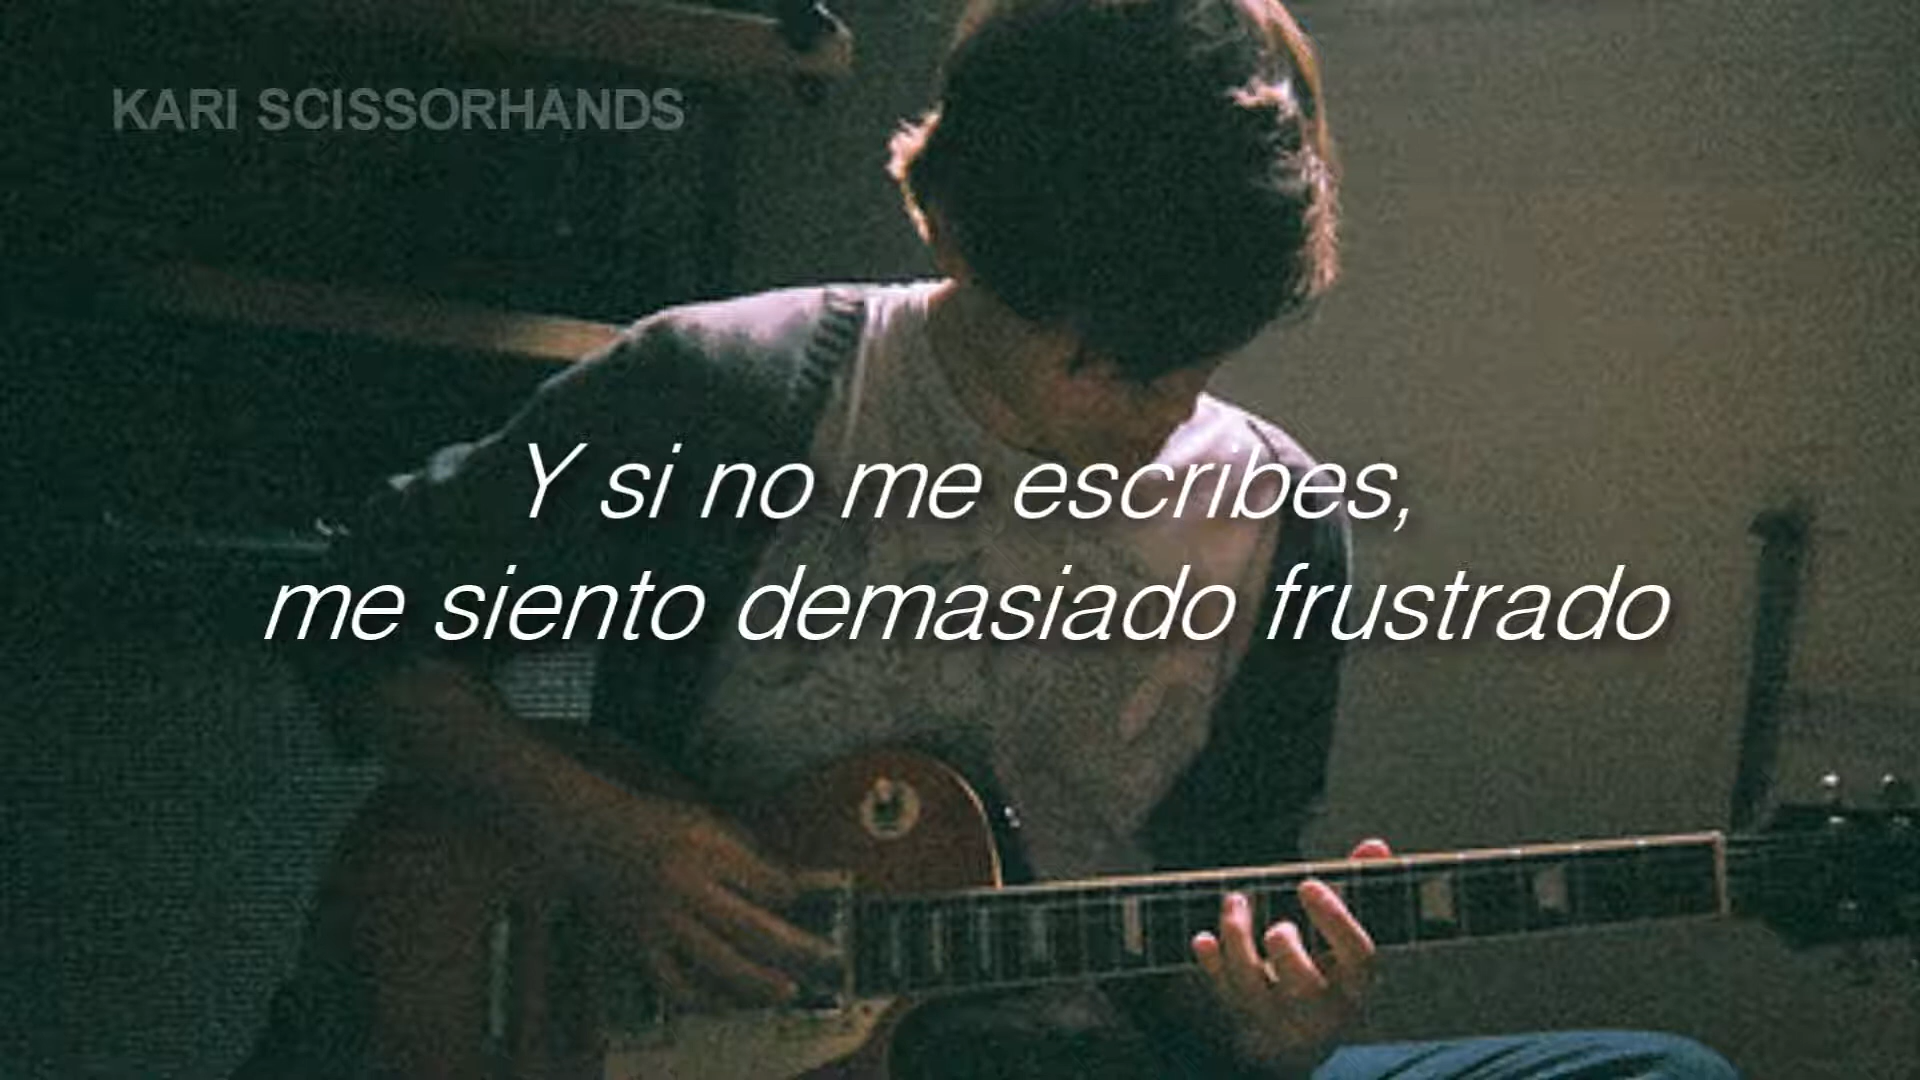 KARI SCISSORHANDS
Y si no me escribes,
me siento demasiado frustrado